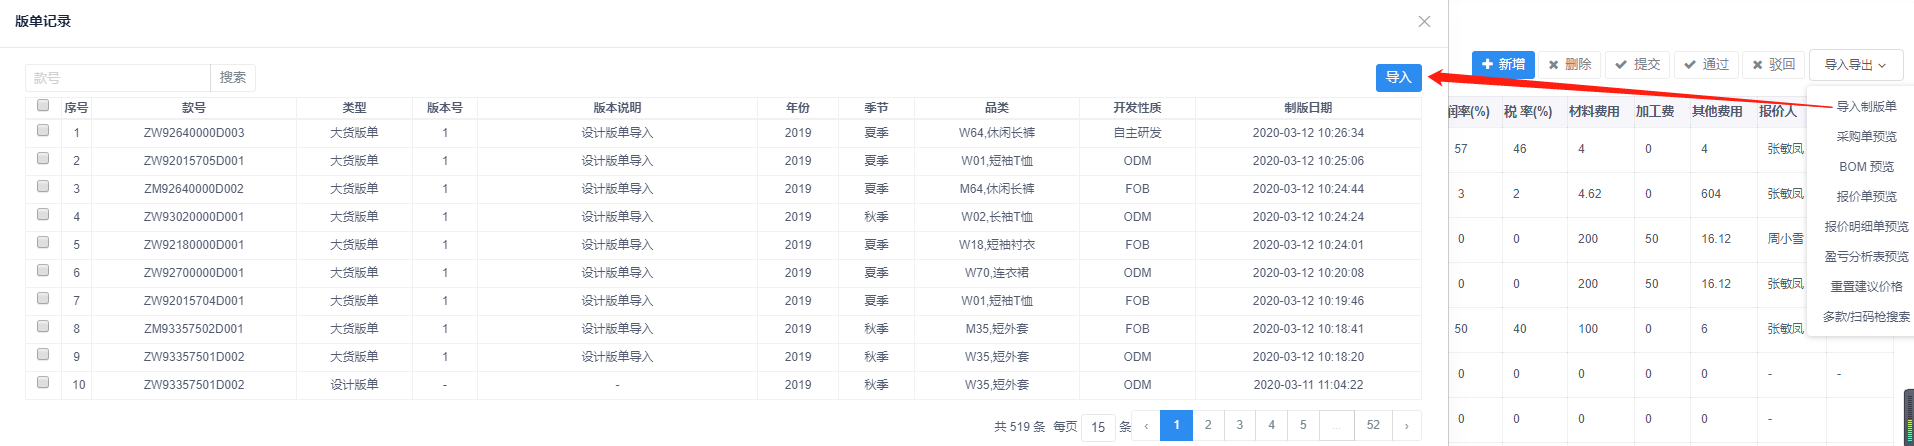 版单记录
款号 搜索 导入
序号 款号 类型 版本号 版本说明 年份 季节 品类 开发性质 制版日期
1 ZW92640000D003 大货版单 1 设计版单导入 2019 夏季 W64,休闲长裤 自主研发 2020-03-12 10:26:34
2 ZW92015705D001 大货版单 1 设计版单导入 2019 夏季 W01,短袖T恤 ODM 2020-03-12 10:25:06
3 ZM92640000D002 大货版单 1 设计版单导入 2019 夏季 M64,休闲长裤 FOB 2020-03-12 10:24:44
4 ZW93020000D001 大货版单 1 设计版单导入 2019 秋季 W02,长袖T恤 ODM 2020-03-12 10:24:24
5 ZW92180000D001 大货版单 1 设计版单导入 2019 夏季 W18,短袖衬衣 FOB 2020-03-12 10:24:01
6 ZW92700000D001 大货版单 1 设计版单导入 2019 夏季 W70,连衣裙 ODM 2020-03-12 10:20:08
7 ZW92015704D001 大货版单 1 设计版单导入 2019 夏季 W01,短袖T恤 FOB 2020-03-12 10:19:46
8 ZM93357502D001 大货版单 1 设计版单导入 2019 秋季 M35,短外套 FOB 2020-03-12 10:18:41
9 ZW93357501D002 大货版单 1 设计版单导入 2019 秋季 W35,短外套 ODM 2020-03-12 10:18:20
10 ZW93357501D002 设计版单 - - 2019 秋季 W35,短外套 ODM 2020-03-11 11:04:22
共 519 条 每页 15 条 ‹ 1 2 3 4 5 ... 52 ›
新增 删除 提交 通过 驳回 导入导出
润率(%) 税 率(%) 材料费用 加工费 其他费用 报价人
57 46 4 0 4 张敏凤
3 2 4.62 0 604 张敏凤
0 0 200 50 16.12 周小雪
0 0 200 50 16.12 张敏凤
50 40 100 0 6 张敏凤
0 0 0 0 0 - -
0 0 0 0 0 -
导入制版单
采购单预览
BOM 预览
报价单预览
报价明细单预览
盈亏分析表预览
重置建议价格
多款/扫码枪搜索